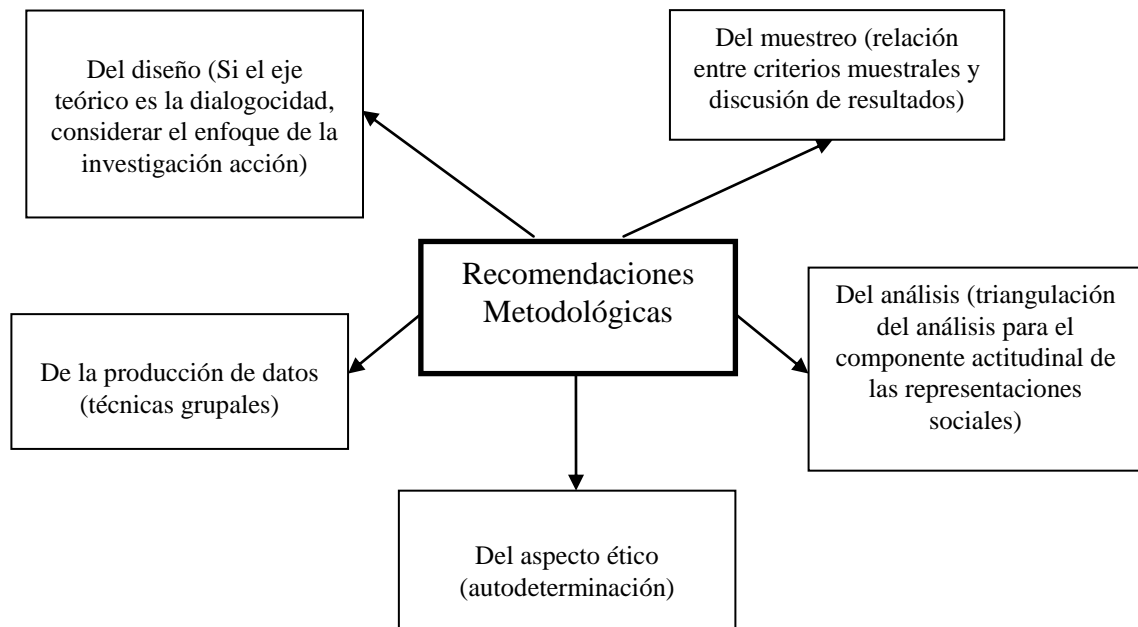 Del diseño (Si el eje
teórico es la dialogocidad,
considerar el enfoque de la
investigación acción)
Del muestreo (relación
entre criterios muestrales y
discusión de resultados)
Recomendaciones
Metodológicas
Del análisis (triangulación
del análisis para el
componente actitudinal de
las representaciones
sociales)
De la producción de datos
(técnicas grupales)
Del aspecto ético
(autodeterminación)